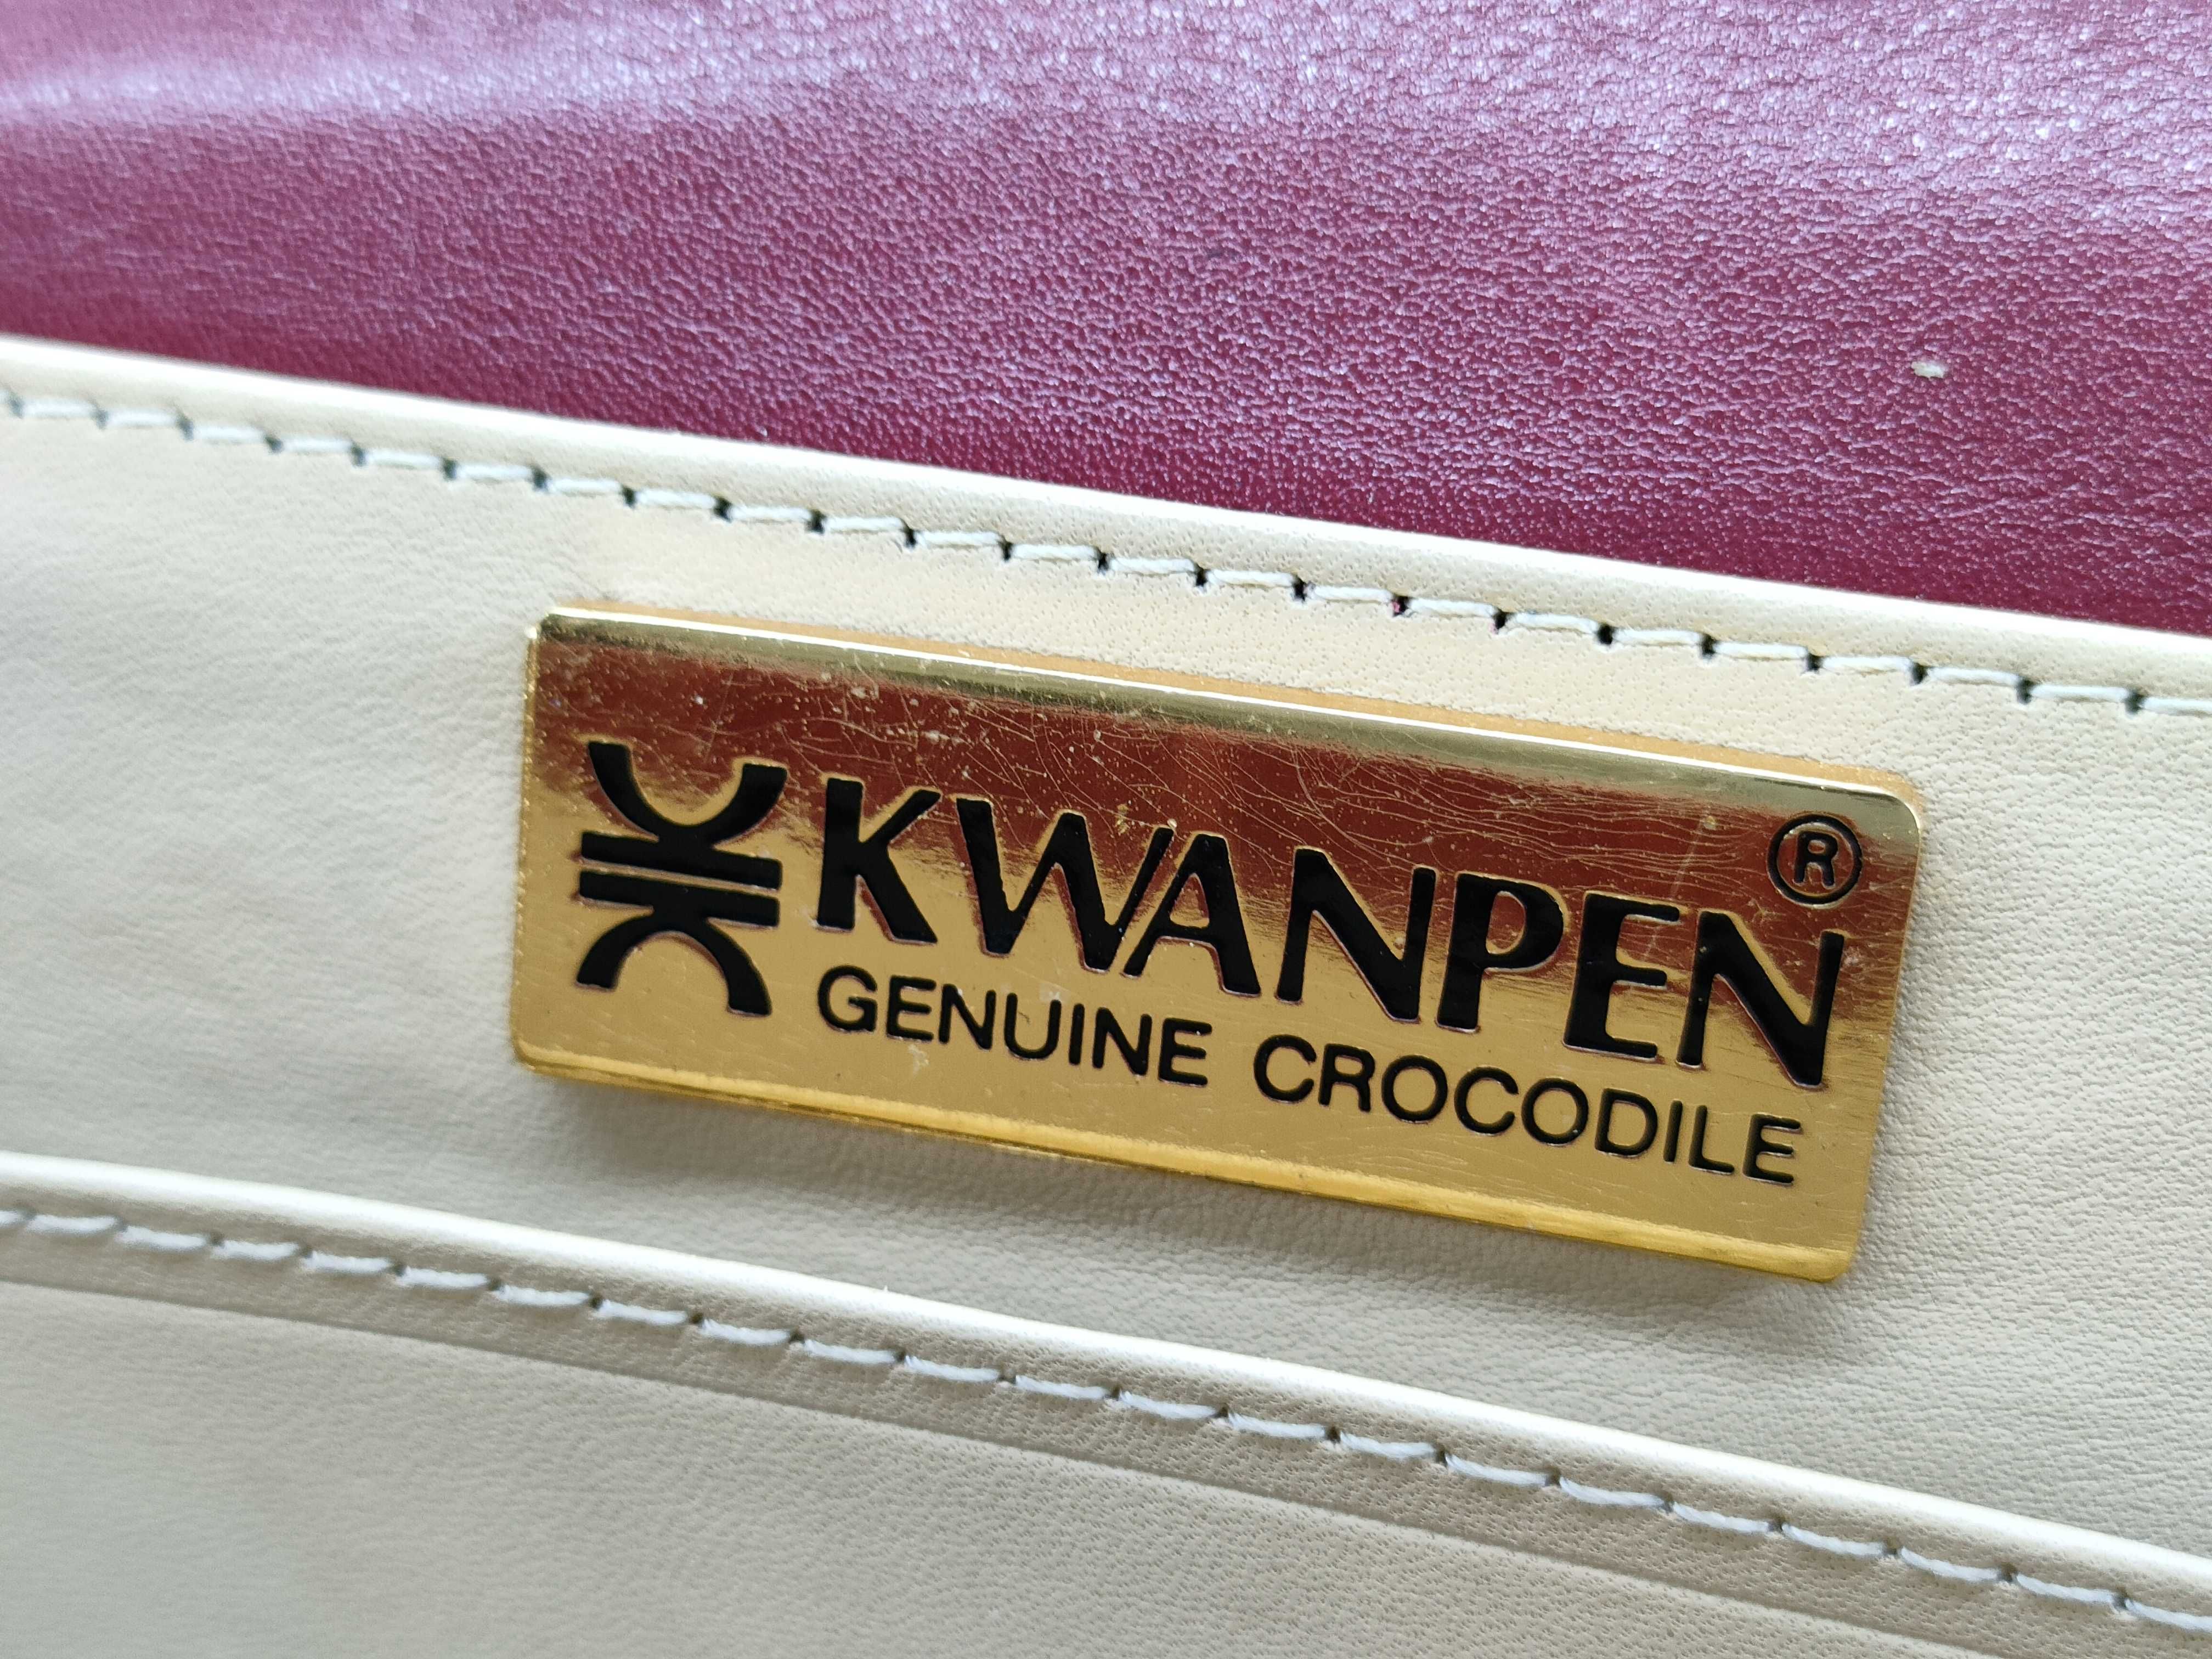 KWANPEN ®
GENUINE CROCODILE